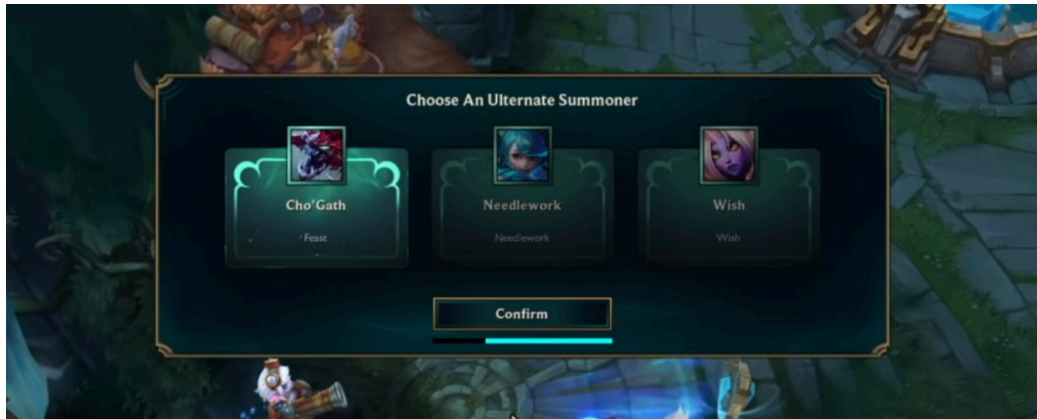 Choose An Ulternate Summoner
Cho'Gath
Needlework
Wish
Feast
Needlework
Wish
Confirm